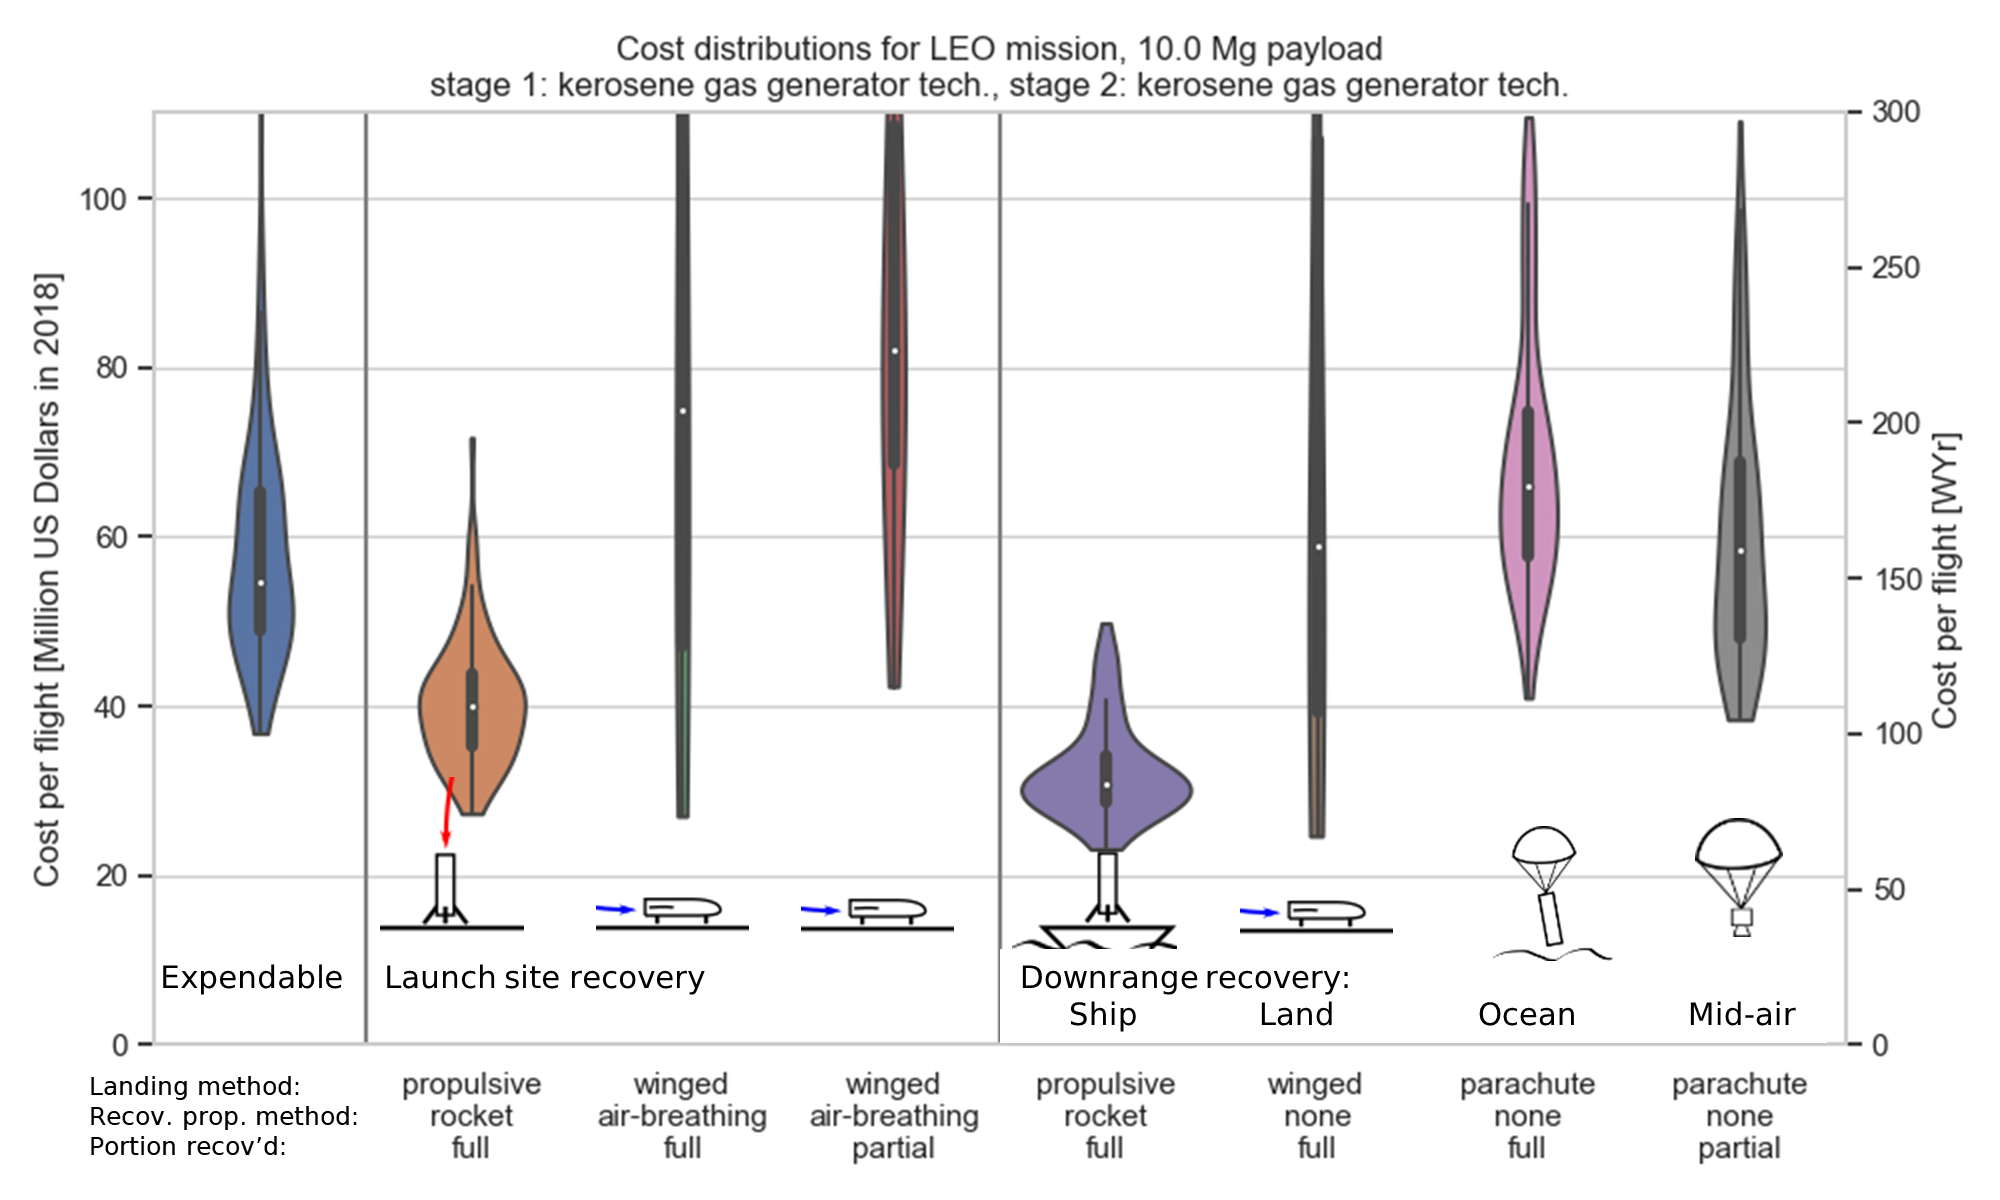 Cost distributions for LEO mission, 10.0 Mg payload
stage 1: kerosene gas generator tech., stage 2: kerosene gas generator tech.
Cost per flight [Million US Dollars in 2018]
100
80
60
40
20
0
300
250
200
150
100
50
0
Cost per flight [WYr]
Expendable
Launch site recovery
Downrange recovery:
Ship
Land
Ocean
Mid-air
Landing method:
Recov. prop. method:
Portion recov’d:
propulsive
rocket
full
winged
air-breathing
full
winged
air-breathing
partial
propulsive
rocket
full
winged
none
full
parachute
none
full
parachute
none
partial